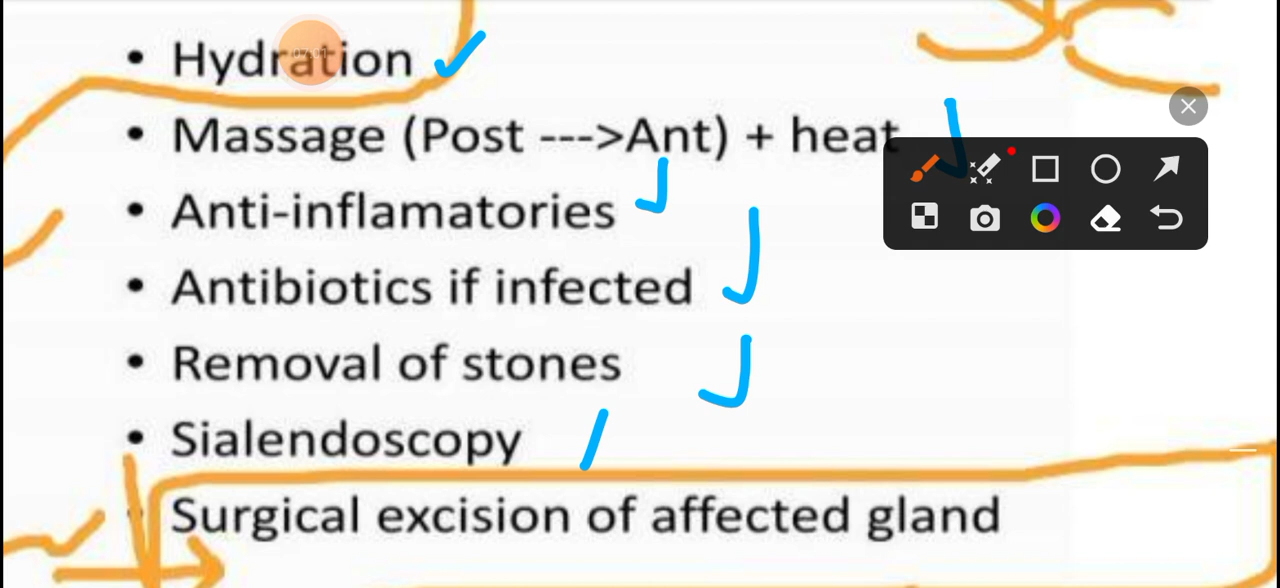 • Hydration
• Massage (Post --->Ant) + heat
• Anti-inflamatories
• Antibiotics if infected
• Removal of stones
• Sialendoscopy
• Surgical excision of affected gland